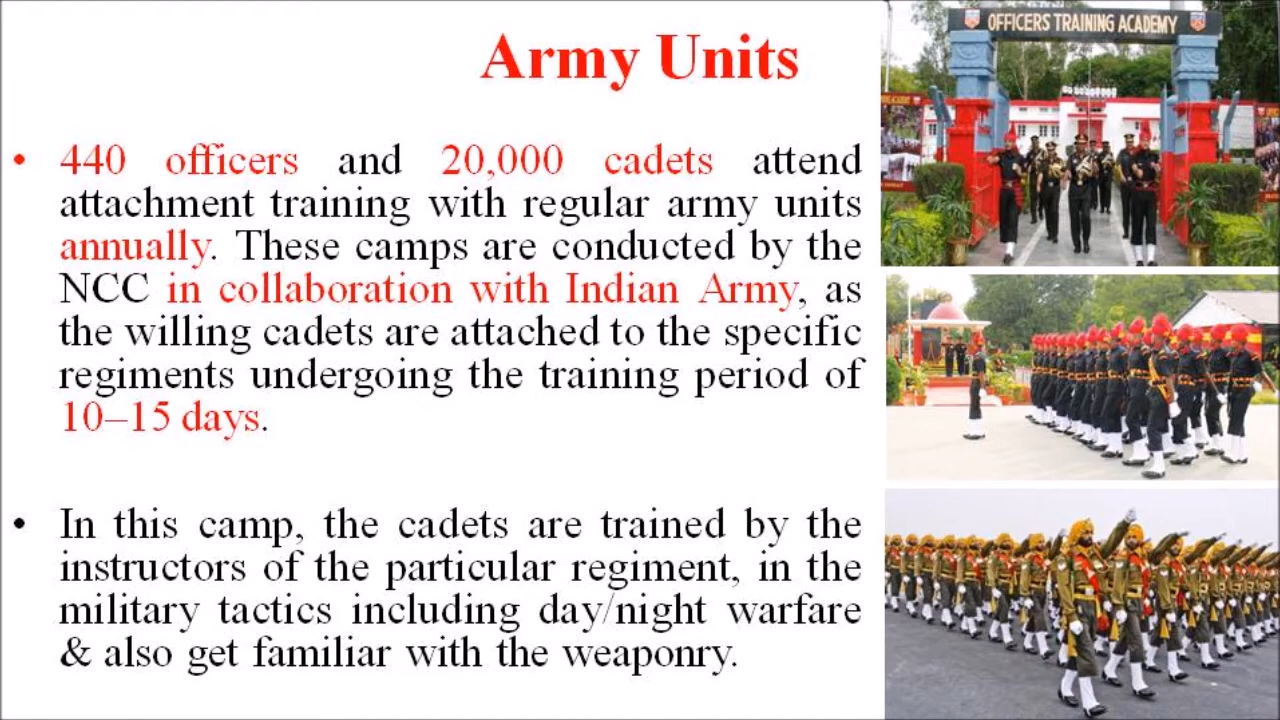 Army Units
• 440 officers and 20,000 cadets attend
attachment training with regular army units
annually. These camps are conducted by the
NCC in collaboration with Indian Army, as
the willing cadets are attached to the specific
regiments undergoing the training period of
10–15 days.
• In this camp, the cadets are trained by the
instructors of the particular regiment, in the
military tactics including day/night warfare
& also get familiar with the weaponry.
OFFICERS TRAINING ACADEMY